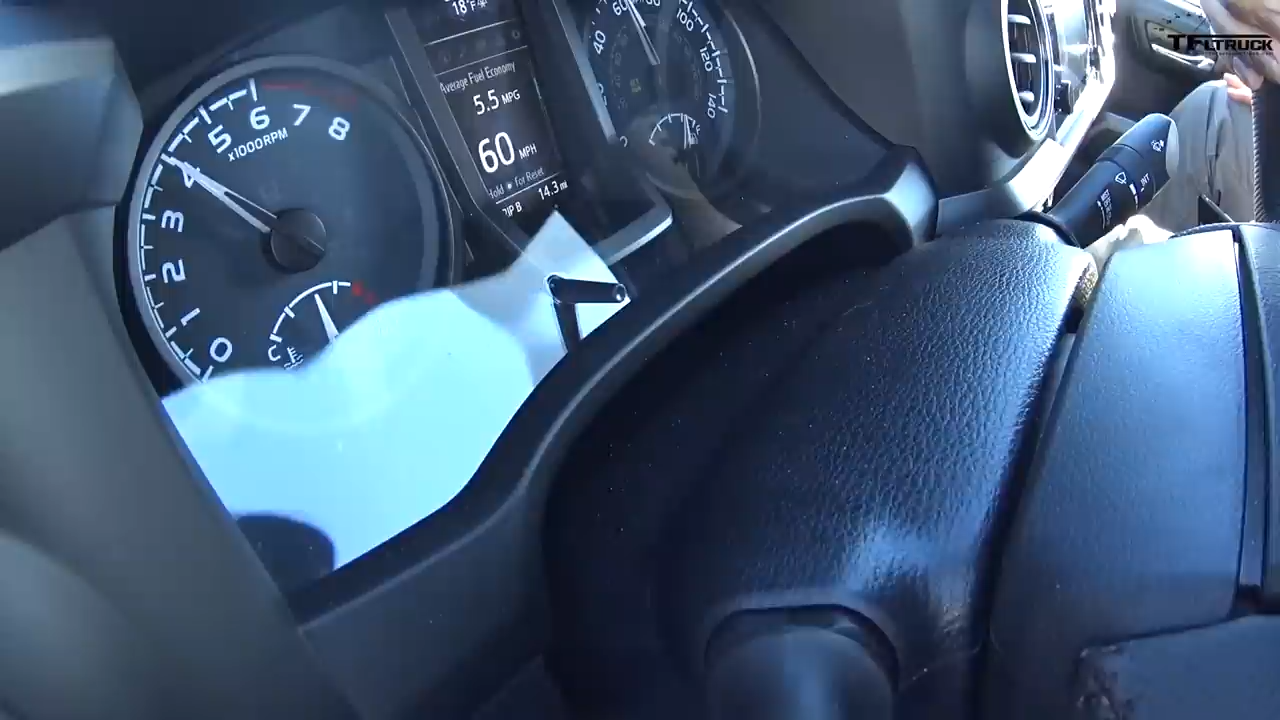 18°F
Average Fuel Economy
5.5 MPG
60 MPH
Hold for Reset
14.3
5 6 7 8
x1000RPM
4
3
2
1
0
C
40
60
80
100
120
140
INT
TFLTRUCK